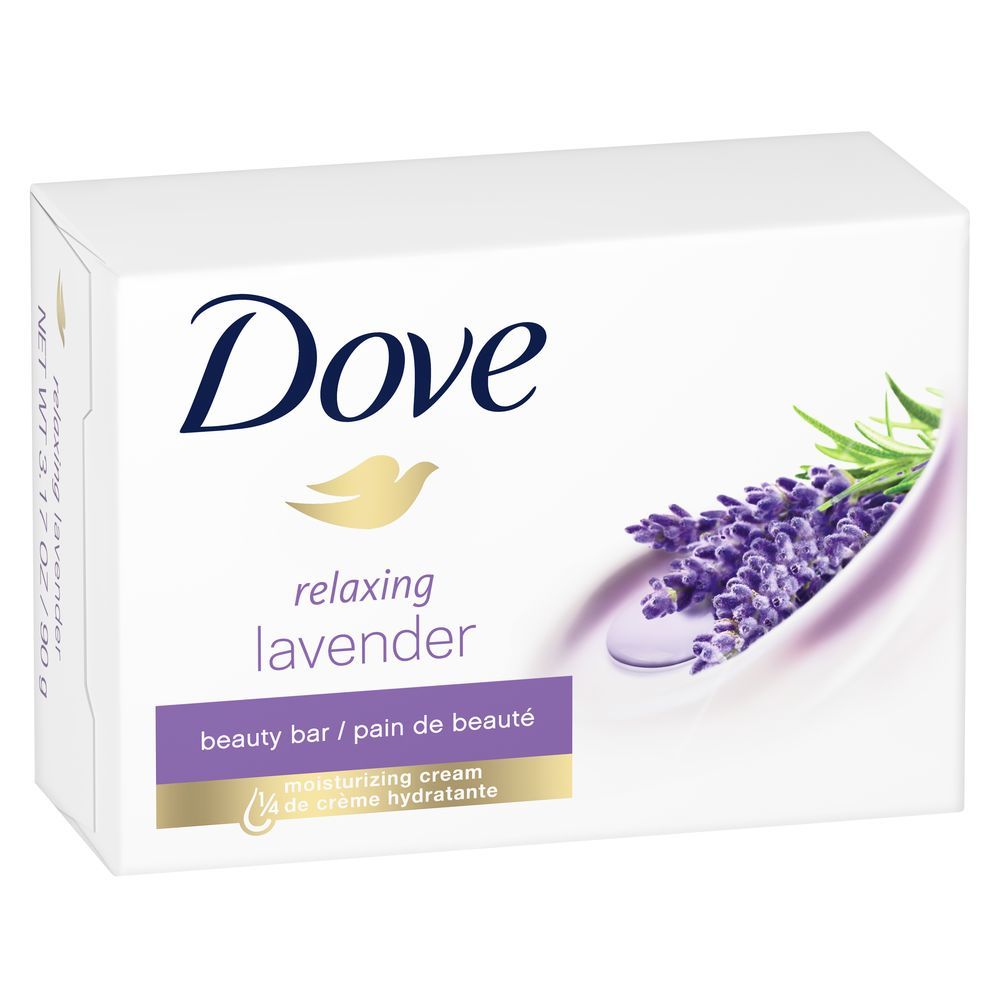 Dove
relaxing
lavender
beauty bar / pain de beauté
1/4 moisturizing cream
de crème hydratante
relaxing lavender
NET WT 3.17 OZ / 90 g